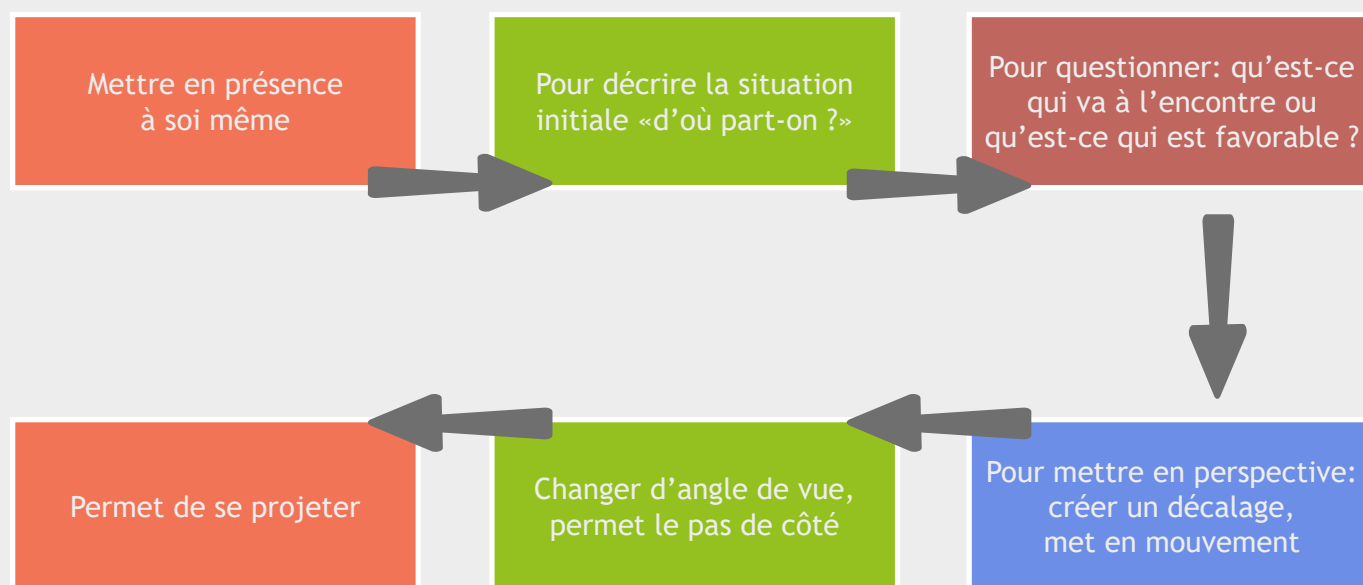 Mettre en présence
à soi même
Pour décrire la situation
initiale «d’où part-on ?»
Pour questionner: qu’est-ce
qui va à l’encontre ou
qu’est-ce qui est favorable ?
Pour mettre en perspective:
créer un décalage,
met en mouvement
Changer d’angle de vue,
permet le pas de côté
Permet de se projeter